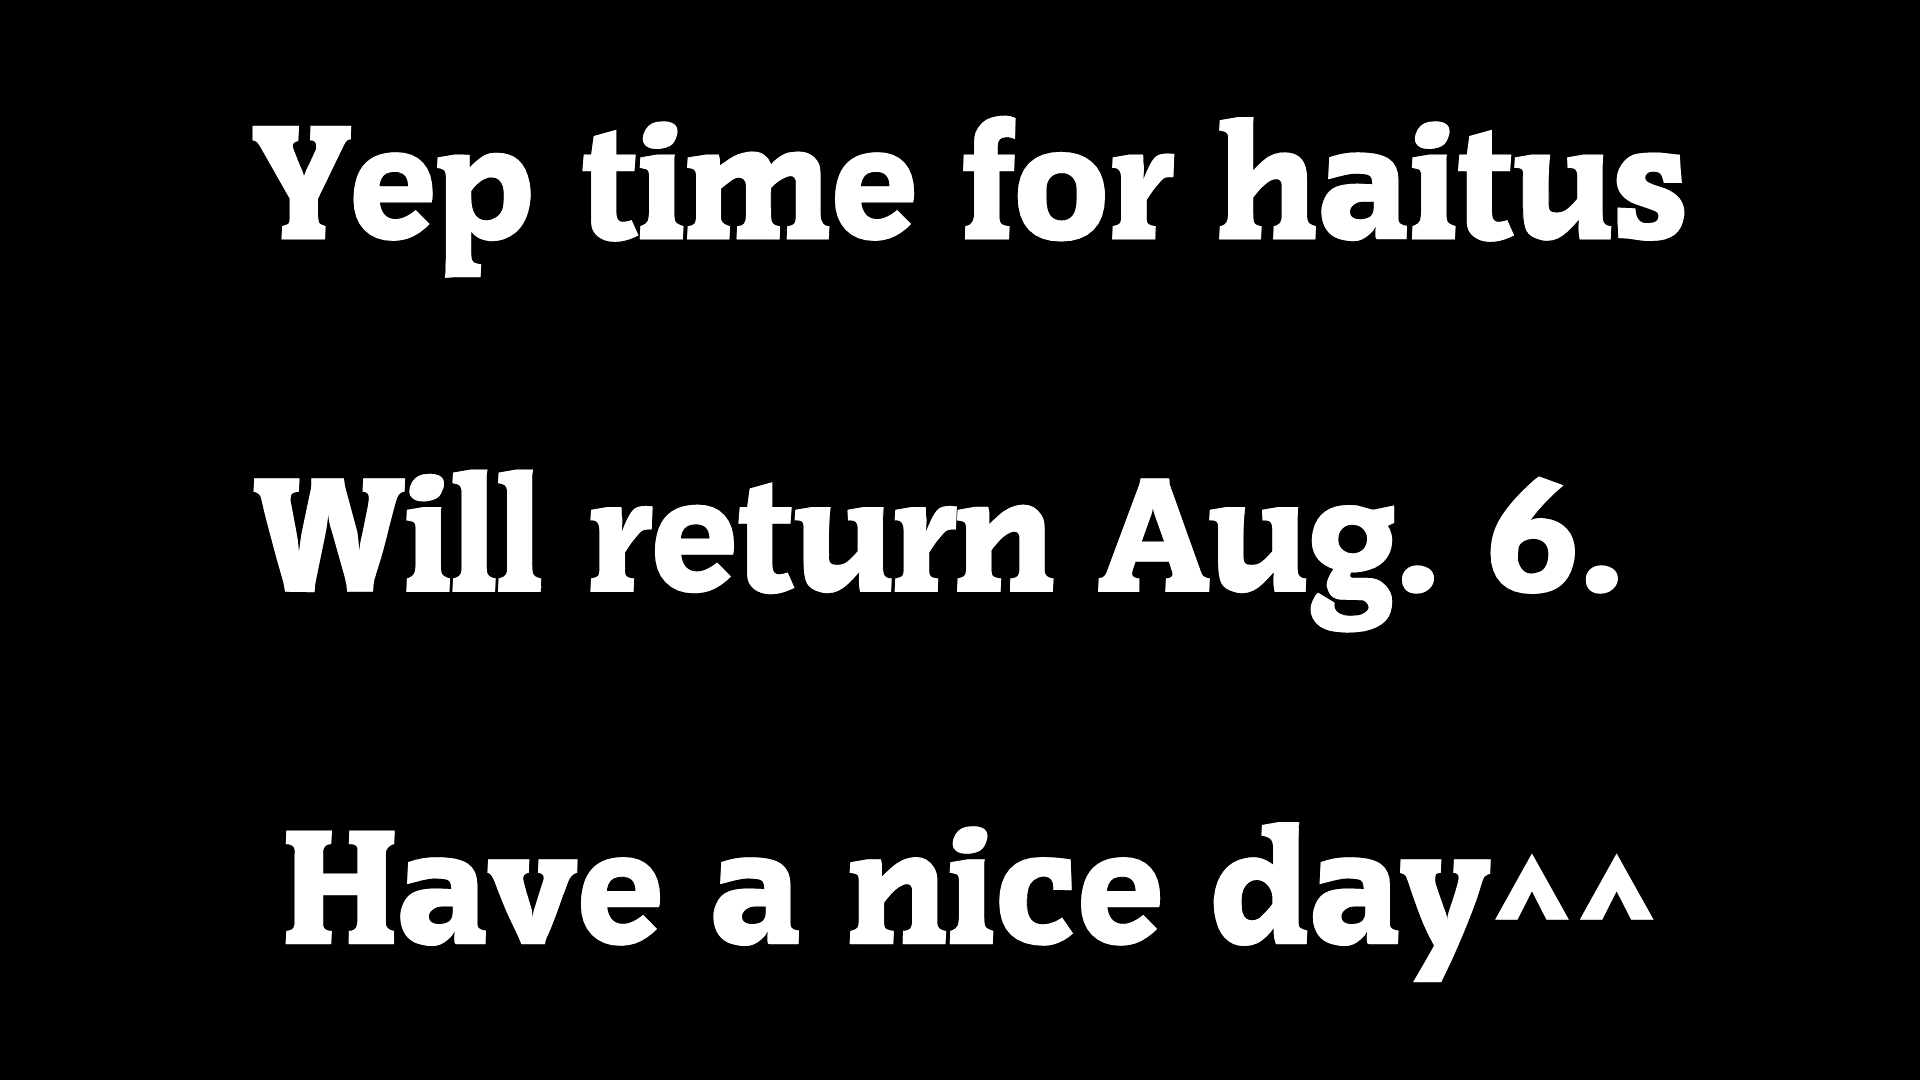 Yep time for haitus
Will return Aug. 6.
Have a nice day^^